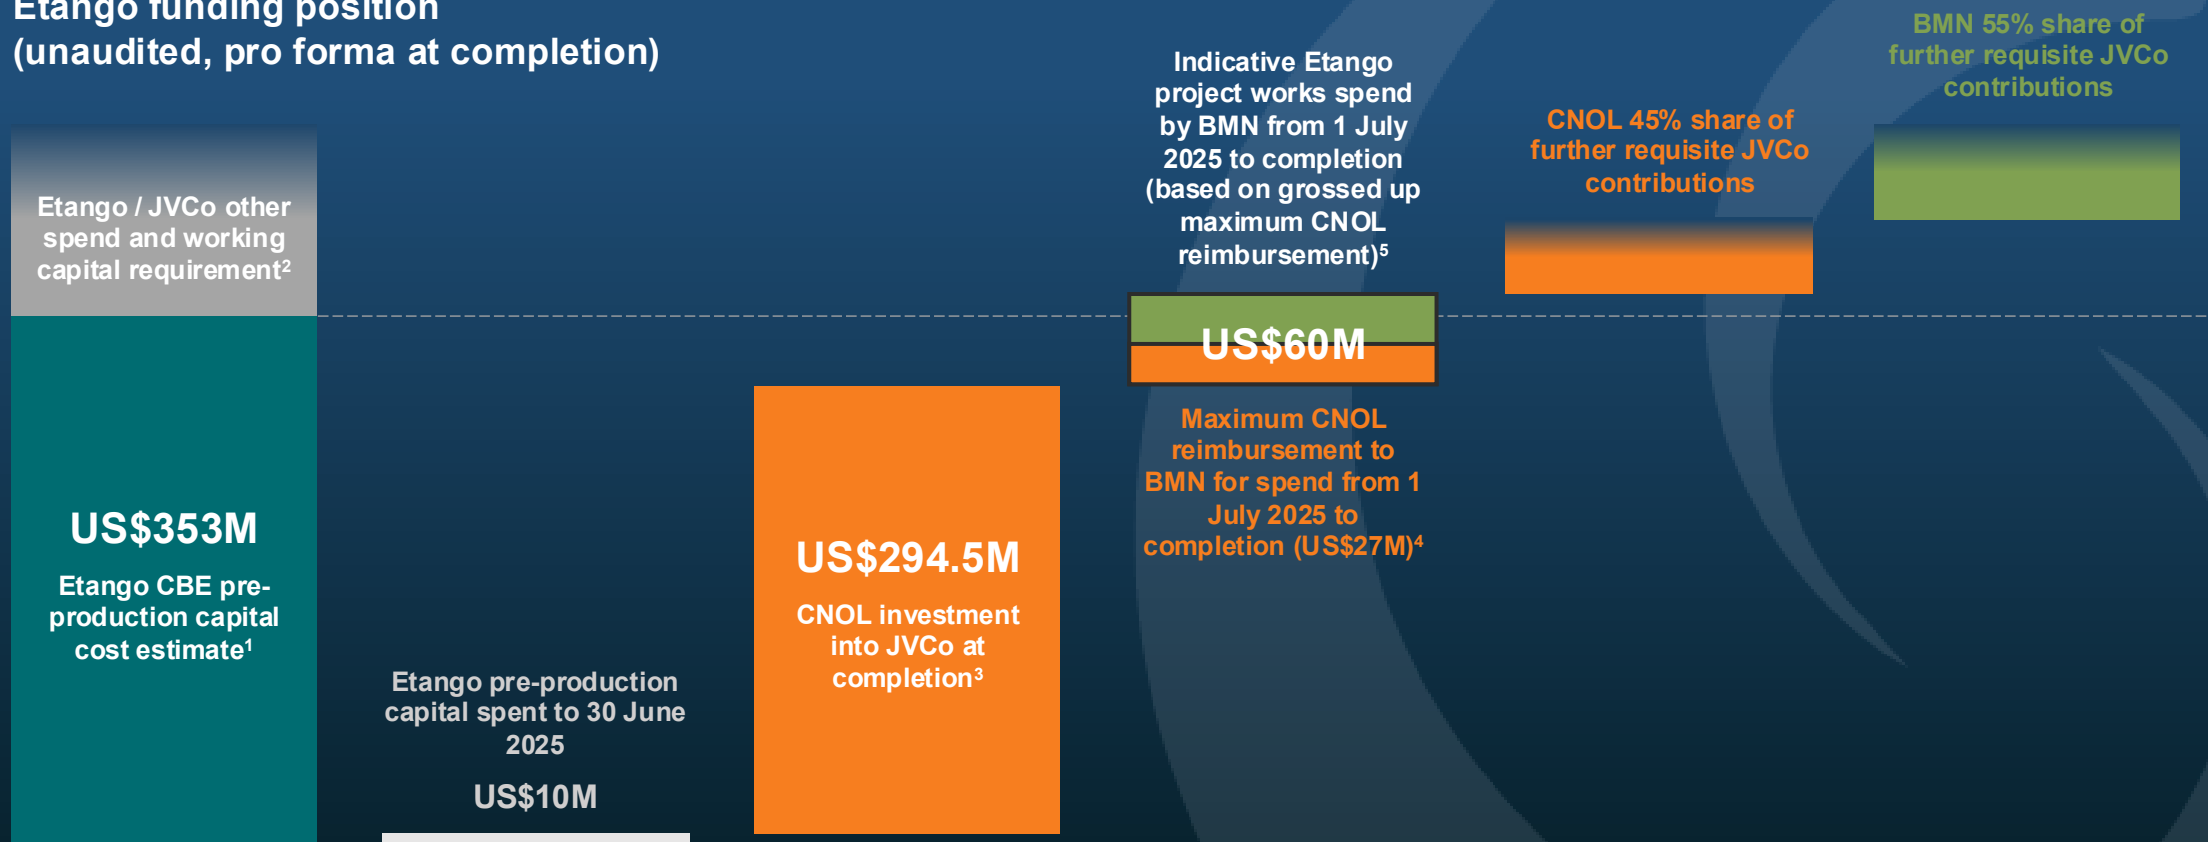 Etango funding position
(unaudited, pro forma at completion)
Etango / JVCo other
spend and working
capital requirement²
US$353M
Etango CBE pre-
production capital
cost estimate¹
Etango pre-production
capital spent to 30 June
2025
US$10M
US$294.5M
CNOL investment
into JVCo at
completion³
Indicative Etango
project works spend
by BMN from 1 July
2025 to completion
(based on grossed up
maximum CNOL
reimbursement)⁵
US$60M
Maximum CNOL
reimbursement to
BMN for spend from 1
July 2025 to
completion (US$27M)⁴
CNOL 45% share of
further requisite JVCo
contributions
BMN 55% share of
further requisite JVCo
contributions